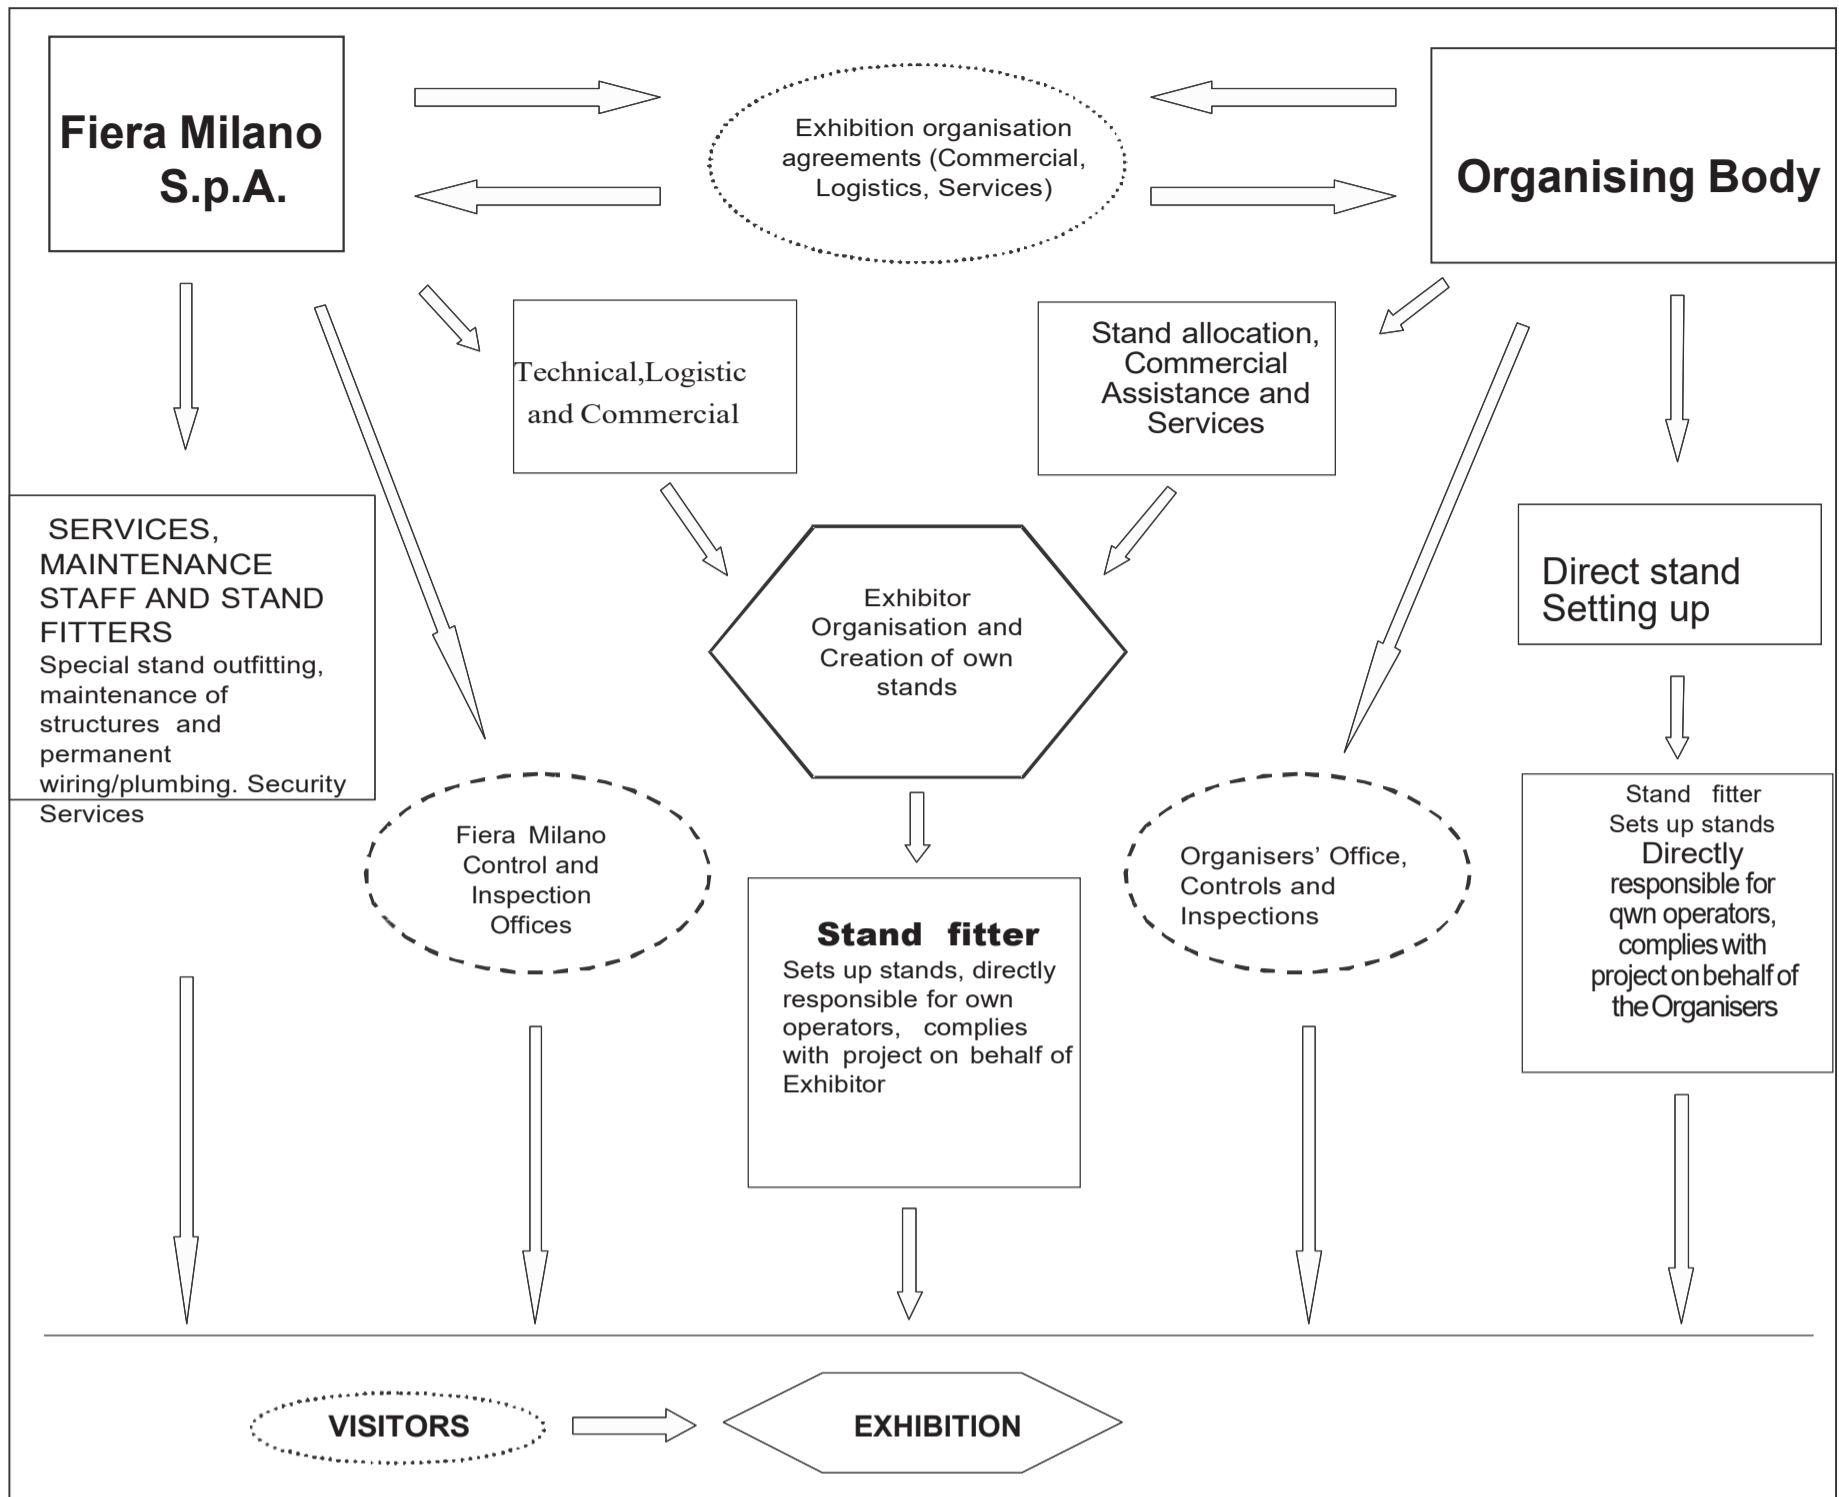 Fiera Milano
S.p.A.
Exhibition organisation
agreements (Commercial,
Logistics, Services)
Organising Body
Technical,Logistic
and Commercial
Stand allocation,
Commercial
Assistance and
Services
SERVICES,
MAINTENANCE
STAFF AND STAND
FITTERS
Special stand outfitting,
maintenance of
structures and
permanent
wiring/plumbing. Security
Services
Exhibitor
Organisation and
Creation of own
stands
Direct stand
Setting up
Fiera Milano
Control and
Inspection
Offices
Stand fitter
Sets up stands, directly
responsible for own
operators, complies
with project on behalf of
Exhibitor
Organisers’ Office,
Controls and
Inspections
Stand fitter
Sets up stands
Directly
responsible for
qwn operators,
complies with
project on behalf of
the Organisers
VISITORS
EXHIBITION